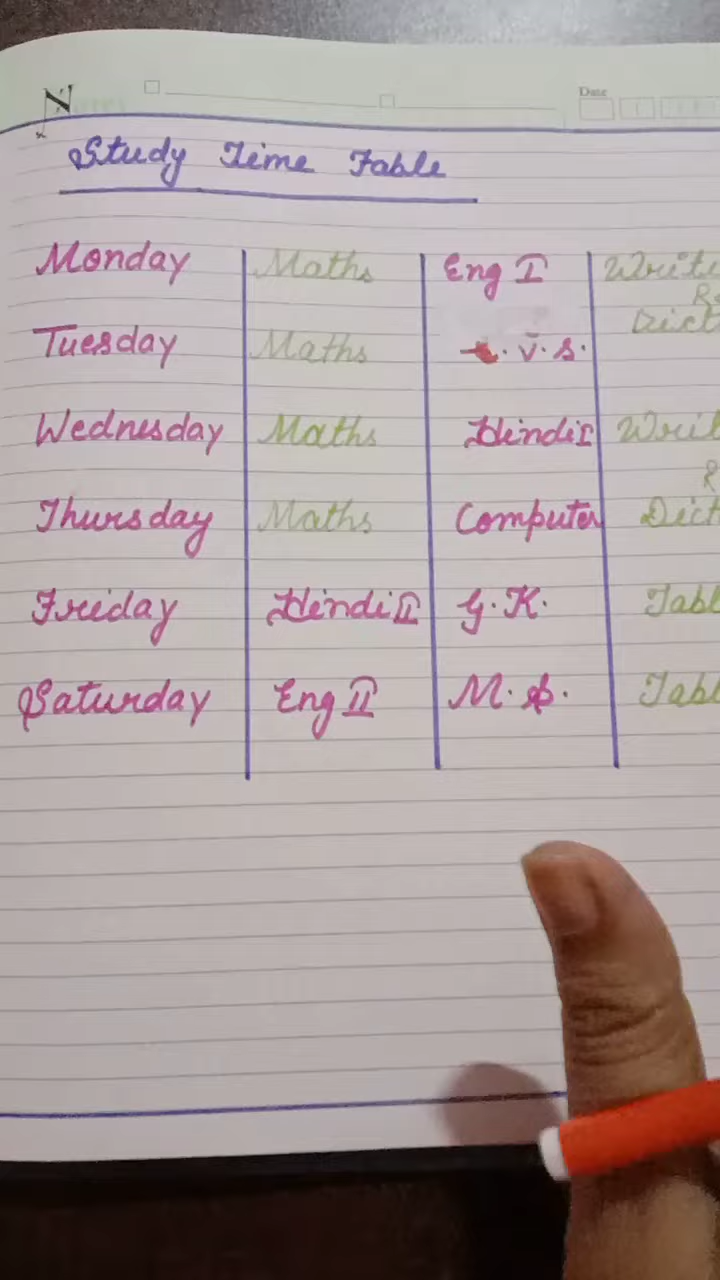 Date
Study Time Table
Monday Maths Eng I
Tuesday Maths . V. S.
Wednesday Maths Hindi I
Thursday Maths Computer
Friday Hindi II G. K.
Saturday Eng II M. S.